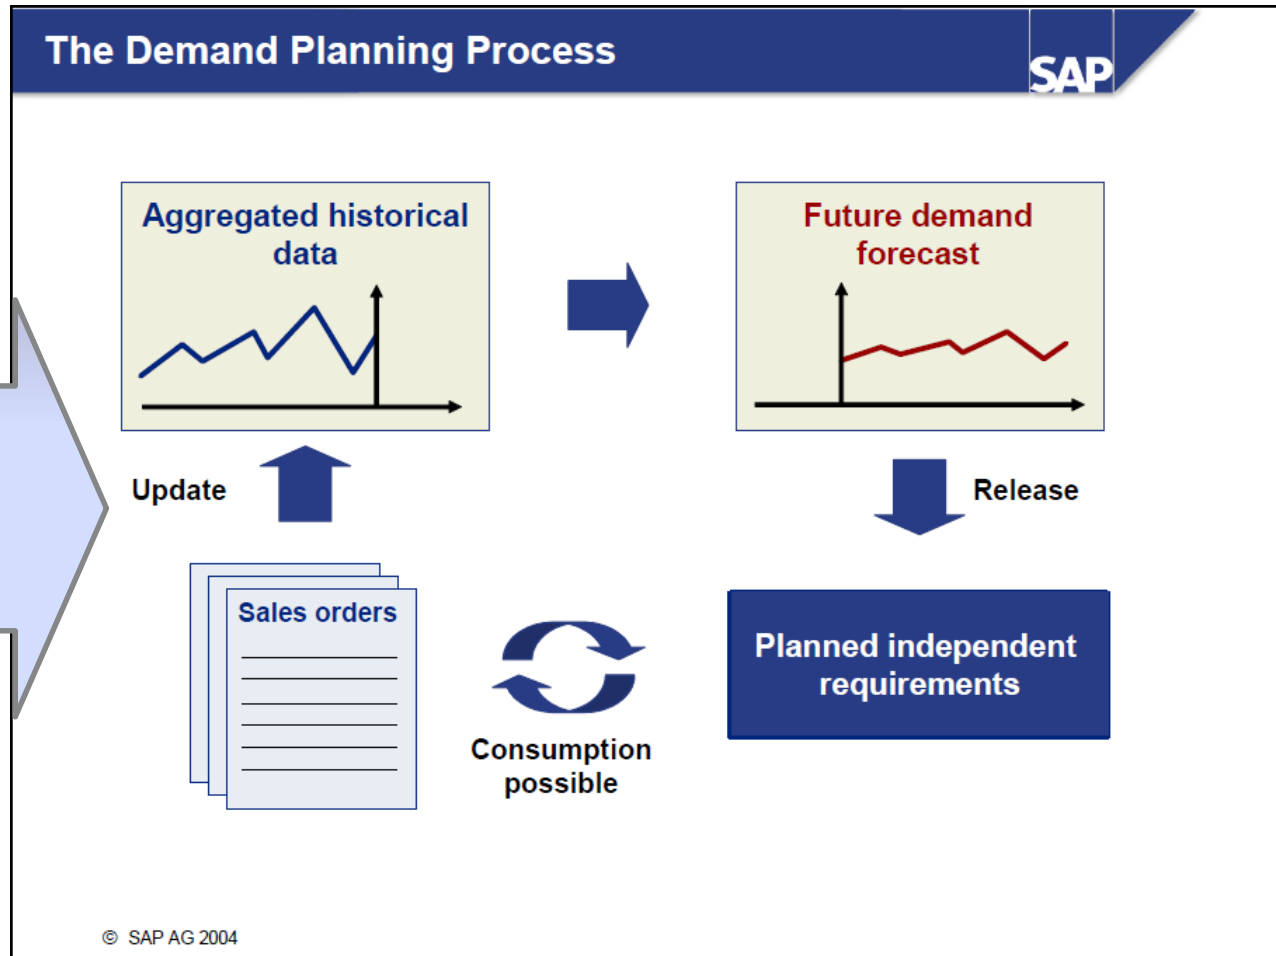 The Demand Planning Process
SAP
Aggregated historical
data
Future demand
forecast
Update
Release
Sales orders
Planned independent
requirements
Consumption
possible
© SAP AG 2004